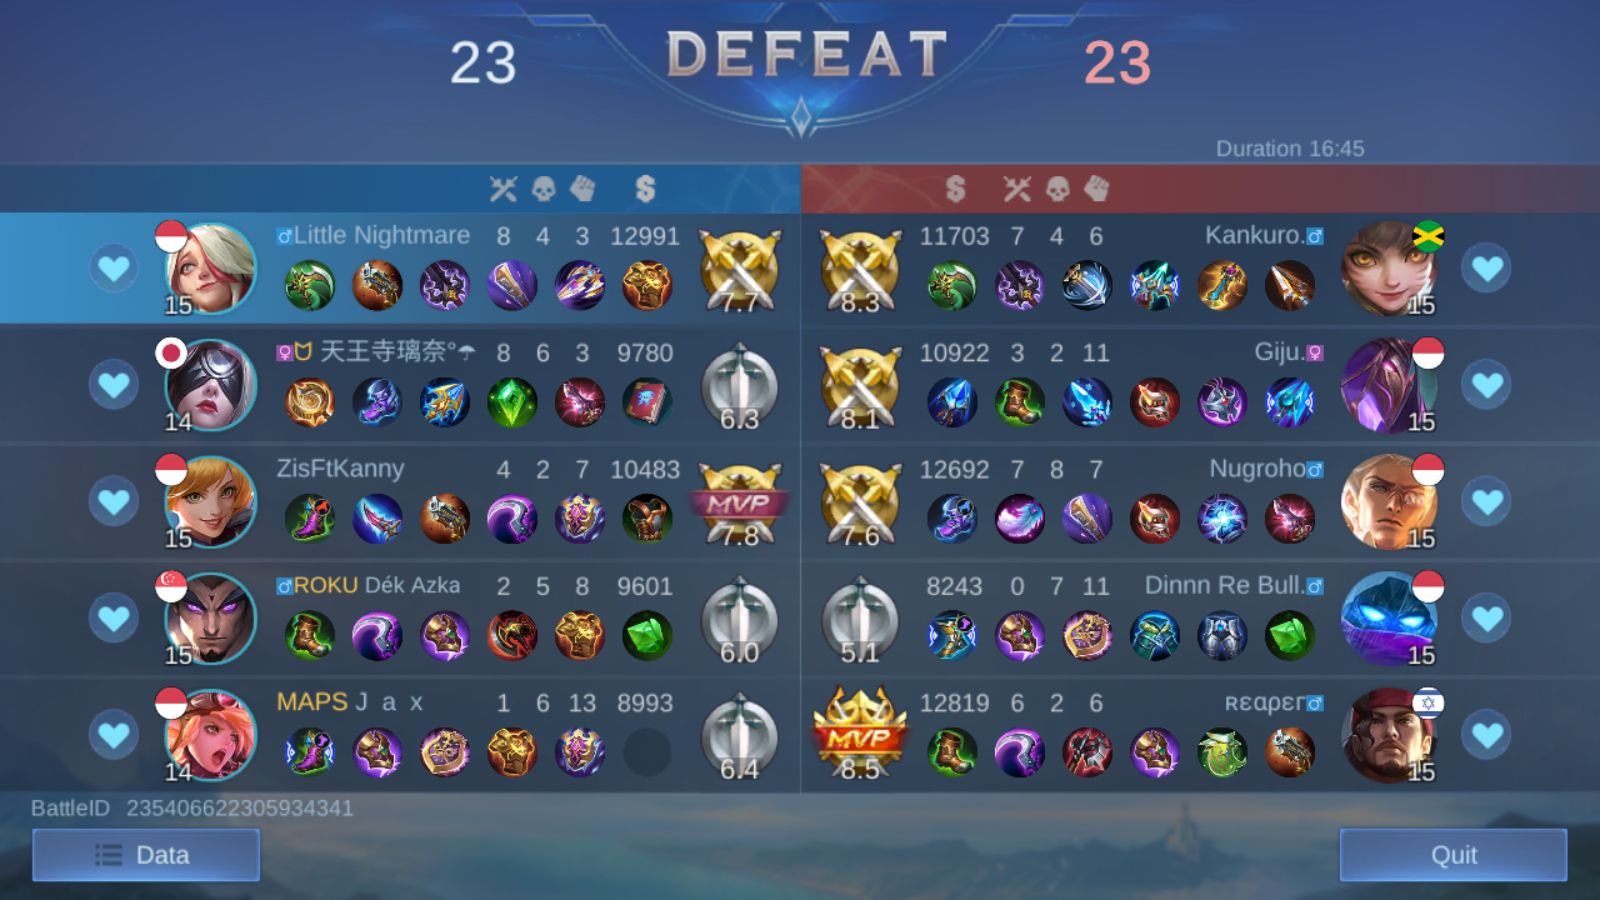 23 DEFEAT 23
Duration 16:45
Little Nightmare 8 4 3 12991 15 7.7
11703 7 4 6 Kankuro. 8.3 15
天王寺璃奈°☂ 8 6 3 9780 14 6.3
10922 3 2 11 Giju. 8.1 15
ZisFtKanny 4 2 7 10483 15 MVP 7.8
12692 7 8 7 Nugroho 7.6 15
ROKU Dék Azka 2 5 8 9601 15 6.0
8243 0 7 11 Dinnn Re Bull. 5.1 15
MAPS J a x 1 6 13 8993 14 6.4
12819 6 2 6 ʀɛαρεг MVP 8.5 15
BattleID 235406622305934341
Data
Quit